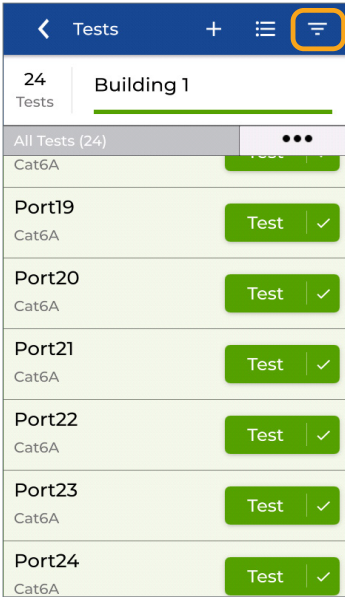 Tests
24
Tests
Building 1
All Tests (24)
Cat6A
Port19
Cat6A
Test
Port20
Cat6A
Test
Port21
Cat6A
Test
Port22
Cat6A
Test
Port23
Cat6A
Test
Port24
Cat6A
Test